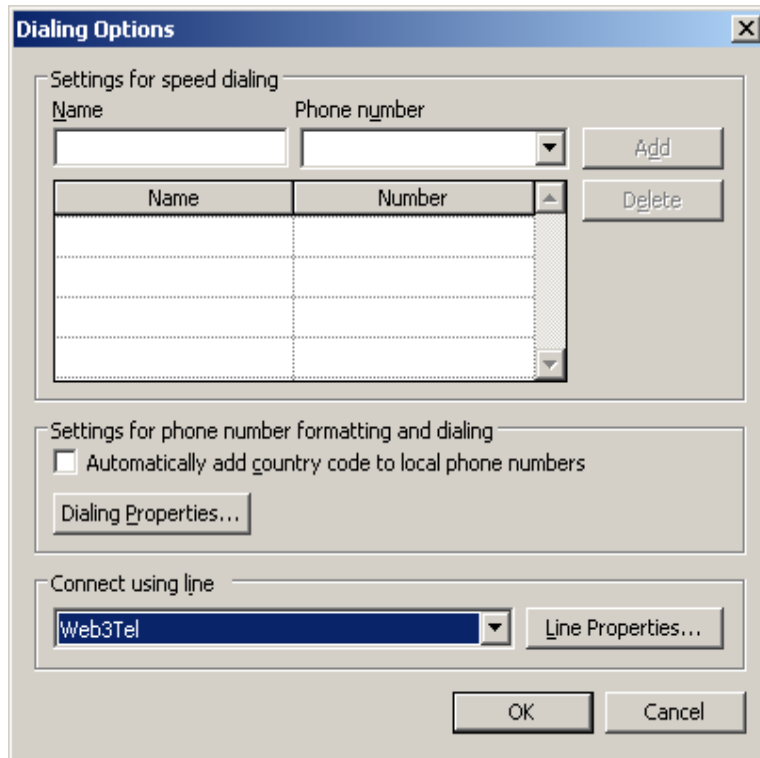 Dialing Options
Settings for speed dialing
Name Phone number
Add
Name Number
Delete
Settings for phone number formatting and dialing
Automatically add country code to local phone numbers
Dialing Properties...
Connect using line
Web3Tel Line Properties...
OK Cancel